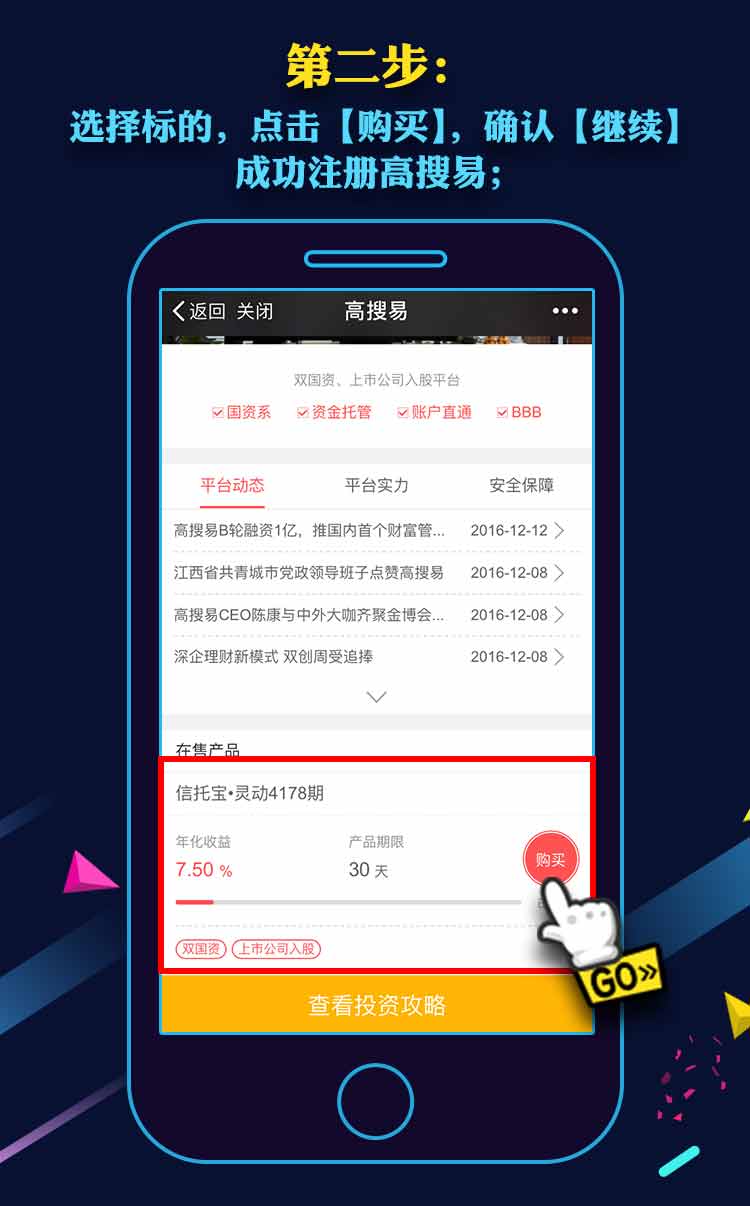 第二步：
选择标的，点击【购买】，确认【继续】
成功注册高搜易；
返回 关闭 高搜易 •••
双国资、上市公司入股平台
国资系 资金托管 账户直通 BBB
平台动态 平台实力 安全保障
高搜易B轮融资1亿，推国内首个财富管... 2016-12-12
江西省共青城市党政领导班子点赞高搜易 2016-12-08
高搜易CEO陈康与中外大咖齐聚金博会... 2016-12-08
深企理财新模式 双创周受追捧 2016-12-08
在售产品
信托宝•灵动4178期
年化收益 产品期限
7.50 % 30 天
购买
双国资 上市公司入股
GO»
查看投资攻略